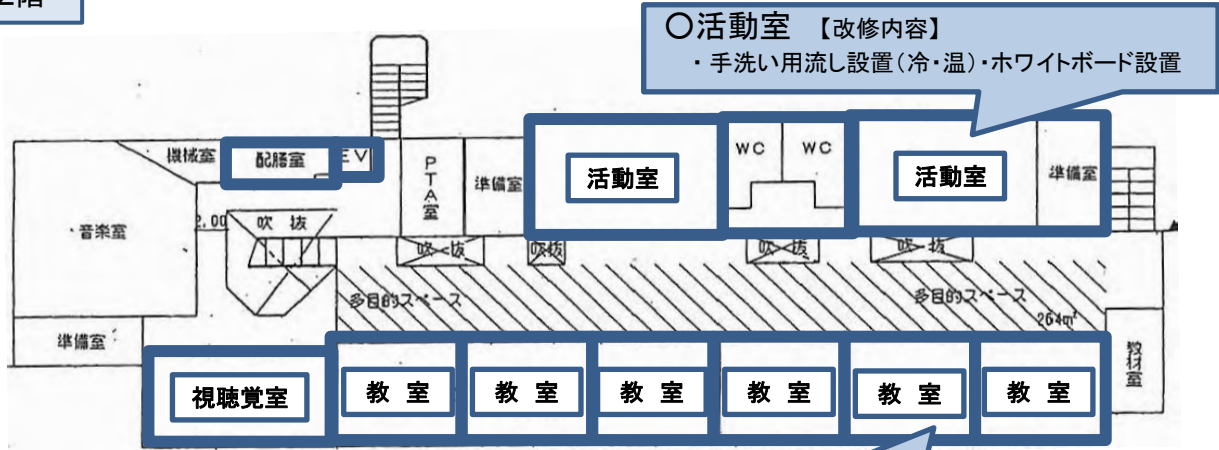 2階
〇活動室 【改修内容】
・手洗い用流し設置(冷・温)・ホワイトボード設置
機械室
配膳室
EV
PTA室
準備室
活動室
WC
WC
活動室
準備室
音楽室
2.00
吹抜
吹抜
吹抜
吹抜
吹抜
多目的スペース
多目的スペース
264㎡
準備室
教材室
視聴覚室
教 室
教 室
教 室
教 室
教 室
教 室